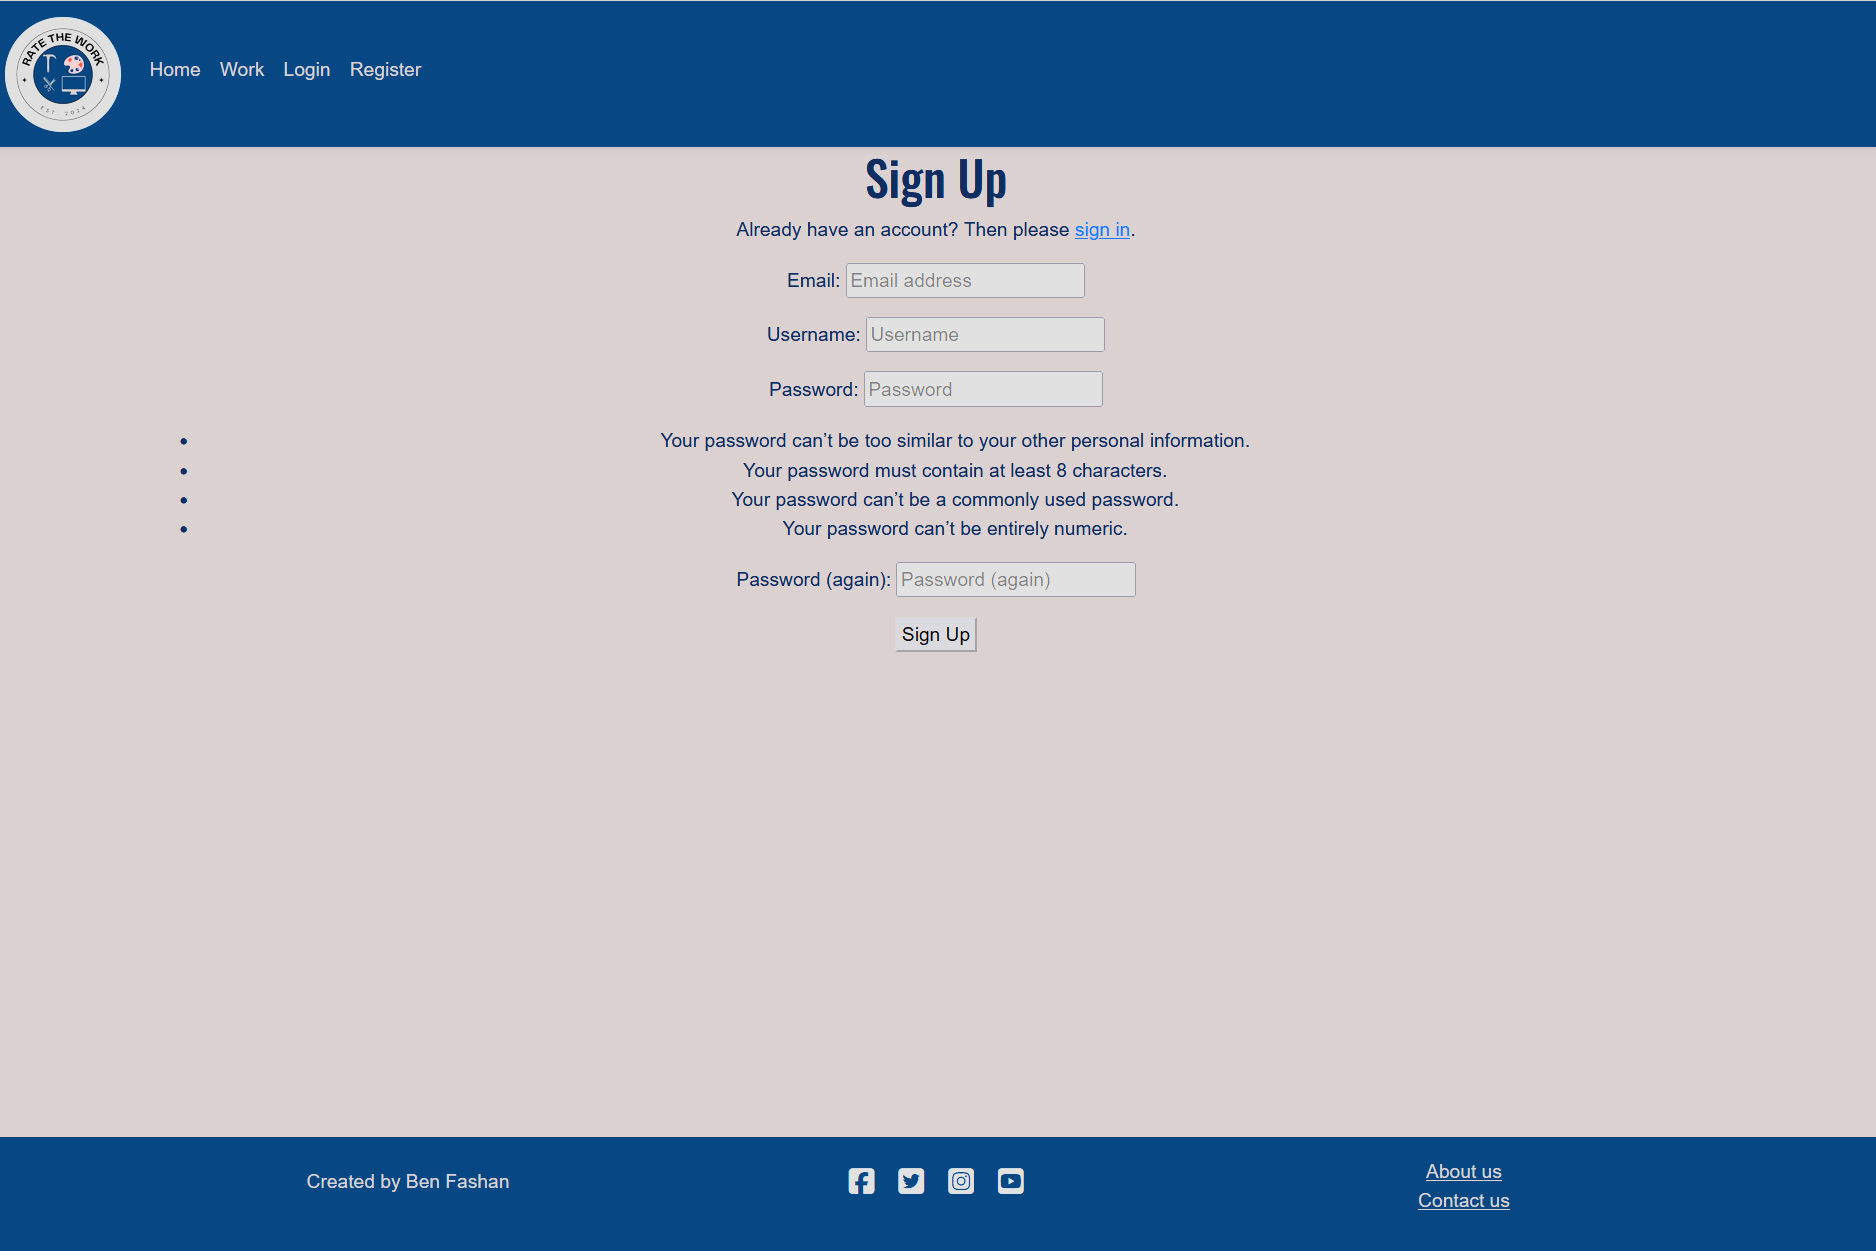 RATE THE WORK
EST. 2024
Home Work Login Register
Sign Up
Already have an account? Then please sign in.
Email: Email address
Username: Username
Password: Password
• Your password can’t be too similar to your other personal information.
• Your password must contain at least 8 characters.
• Your password can’t be a commonly used password.
• Your password can’t be entirely numeric.
Password (again): Password (again)
Sign Up
Created by Ben Fashan
About us
Contact us